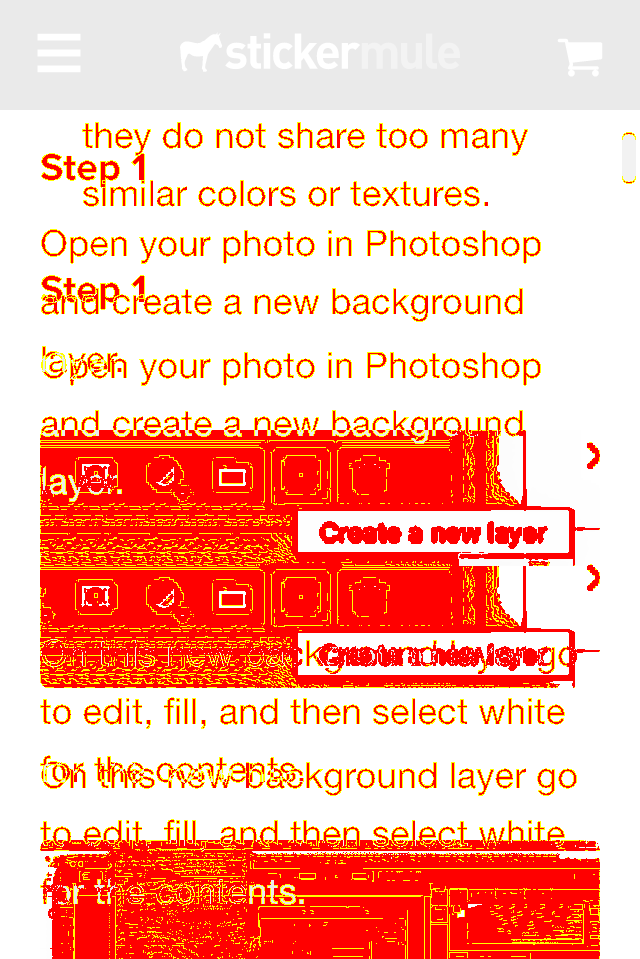 stickermule
they do not share too many
Step 1
similar colors or textures.
Open your photo in Photoshop
Step 1
and create a new background
layer.
Open your photo in Photoshop
and create a new background
layer.
Create a new layer
On this new background layer go
to edit, fill, and then select white
for the contents.
On this new background layer go
to edit, fill, and then select white
for the contents.